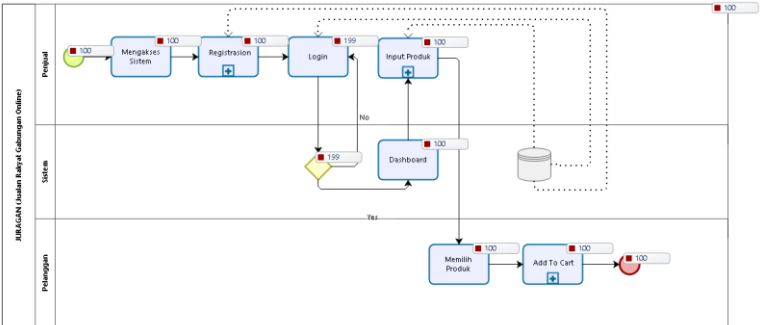 JURAGAN (Jualan Rakyat Gabungan Online)
100
Penjual
100
Mengakses
Sistem
100
Registrasion
100
Login
199
Input Produk
100
No
Sistem
199
Dashboard
100
Yes
Pelanggan
Memilih
Produk
100
Add To Cart
100
100